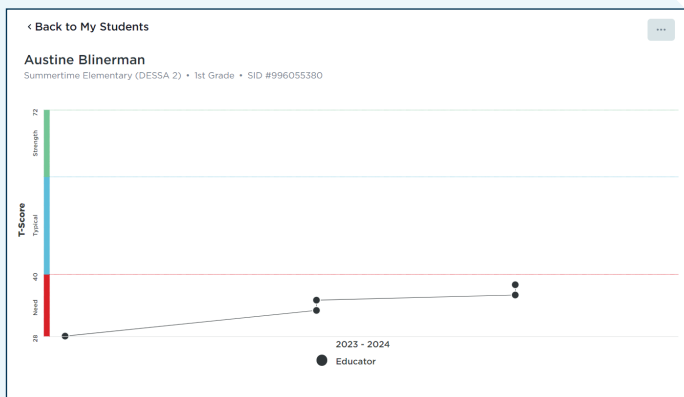 ‹ Back to My Students
...
Austine Blinerman
Summertime Elementary (DESSA 2) • 1st Grade • SID #996055380
72
Strength
T-Score
Typical
40
Need
28
2023 - 2024
Educator